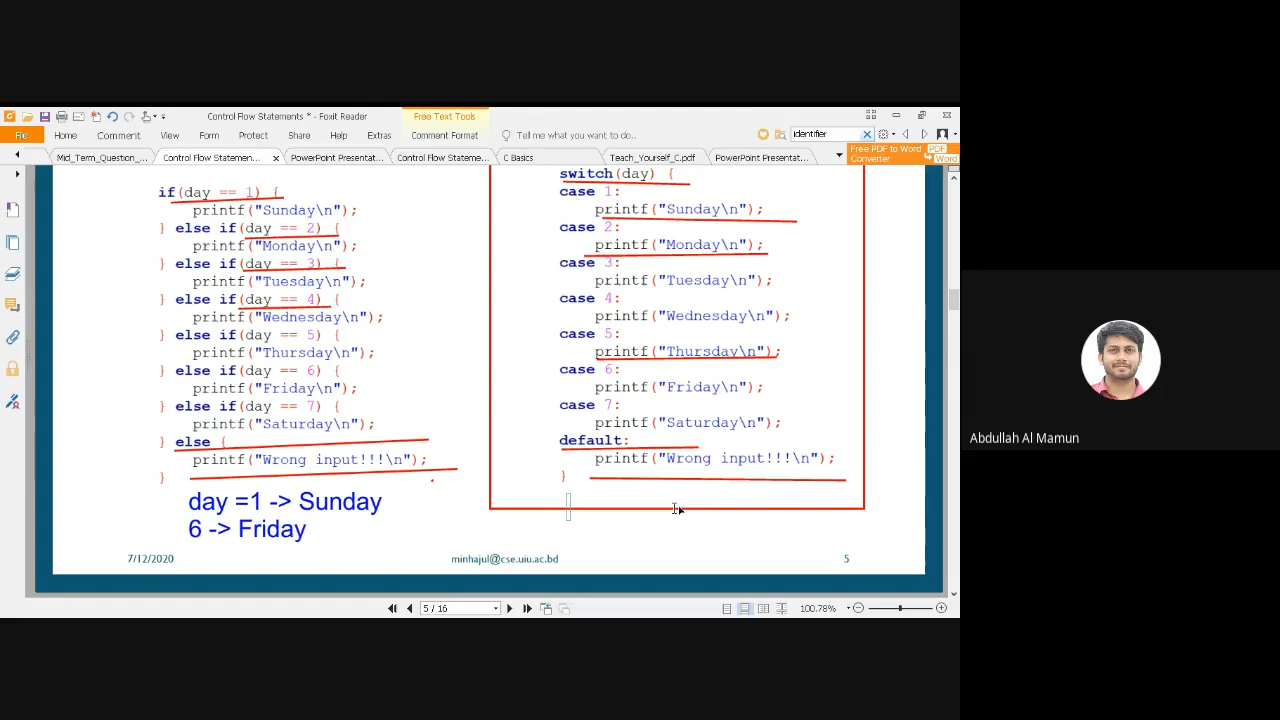 Control Flow Statements * - Foxit Reader
Free Text Tools
File
Home
Comment
View
Form
Protect
Share
Help
Extras
Comment Format
Tell me what you want to do..
identifier
Mid_Term_Question_...
Control Flow Statemen...
PowerPoint Presentat...
Control Flow Stateme...
C Basics
Teach_Yourself_C.pdf
PowerPoint Presentat...
Free PDF to Word
Converter
PDF
Word
if(day == 1) {
printf("Sunday\n");
} else if(day == 2) {
printf("Monday\n");
} else if(day == 3) {
printf("Tuesday\n");
} else if(day == 4) {
printf("Wednesday\n");
} else if(day == 5) {
printf("Thursday\n");
} else if(day == 6) {
printf("Friday\n");
} else if(day == 7) {
printf("Saturday\n");
} else {
printf("Wrong input!!!\n");
}
day =1 -> Sunday
6 -> Friday
switch(day) {
case 1:
printf("Sunday\n");
case 2:
printf("Monday\n");
case 3:
printf("Tuesday\n");
case 4:
printf("Wednesday\n");
case 5:
printf("Thursday\n");
case 6:
printf("Friday\n");
case 7:
printf("Saturday\n");
default:
printf("Wrong input!!!\n");
}
7/12/2020
minhajul@cse.uiu.ac.bd
5
5 / 16
100.78%
Abdullah Al Mamun